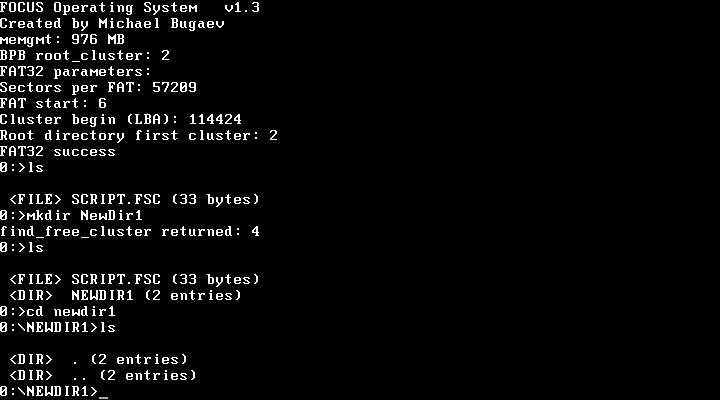 FOCUS Operating System   v1.3
Created by Michael Bugaev
memgmt: 976 MB
BPB root_cluster: 2
FAT32 parameters:
Sectors per FAT: 57209
FAT start: 6
Cluster begin (LBA): 114424
Root directory first cluster: 2
FAT32 success
0:>ls
<FILE> SCRIPT.FSC (33 bytes)
0:>mkdir NewDir1
find_free_cluster returned: 4
0:>ls
<FILE> SCRIPT.FSC (33 bytes)
<DIR>  NEWDIR1 (2 entries)
0:>cd newdir1
0:\NEWDIR1>ls
<DIR>  . (2 entries)
<DIR>  .. (2 entries)
0:\NEWDIR1>_